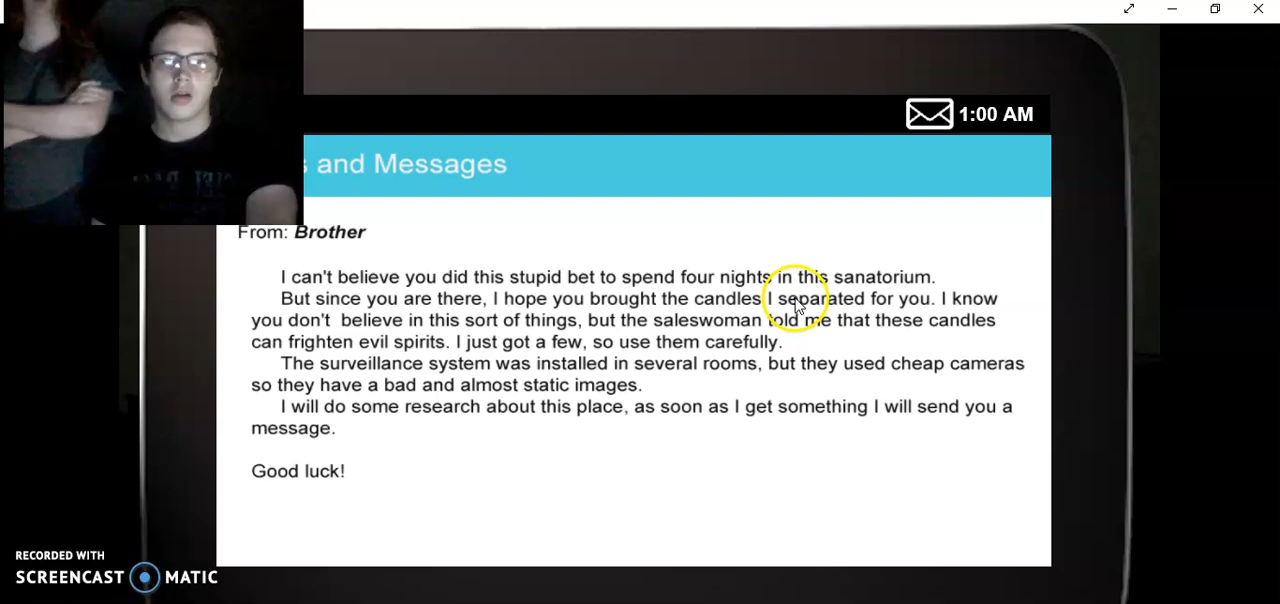 1:00 AM
and Messages
From: Brother
I can't believe you did this stupid bet to spend four nights in this sanatorium.
But since you are there, I hope you brought the candles I separated for you. I know
you don't  believe in this sort of things, but the saleswoman told me that these candles
can frighten evil spirits. I just got a few, so use them carefully.
The surveillance system was installed in several rooms, but they used cheap cameras
so they have a bad and almost static images.
I will do some research about this place, as soon as I get something I will send you a
message.
Good luck!
RECORDED WITH
SCREENCAST MATIC